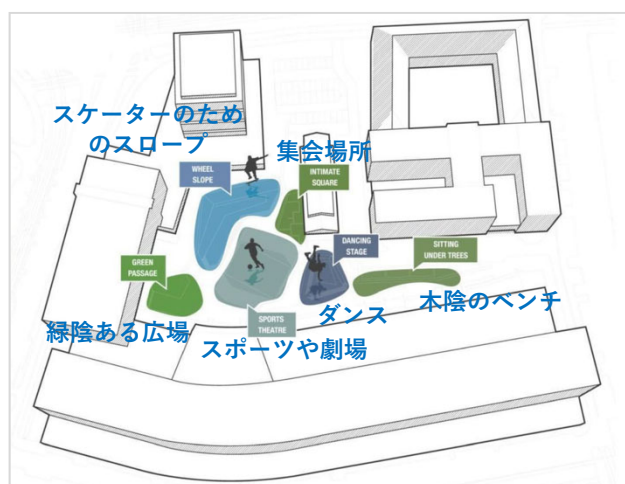 スケーターのため
のスロープ
集会場所
WHEEL
SLOPE
INTIMATE
SQUARE
DANCING
STAGE
SITTING
UNDER TREES
GREEN
PASSAGE
木陰のベンチ
ダンス
SPORTS
THEATRE
緑陰ある広場
スポーツや劇場